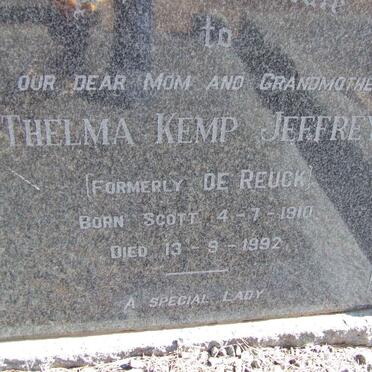 to
OUR DEAR MOM AND GRANDMOTHE
THELMA KEMP JEFFREY
(FORMERLY DE REUCK)
BORN SCOTT 4-7-1910
DIED 13-9-1992
A SPECIAL LADY